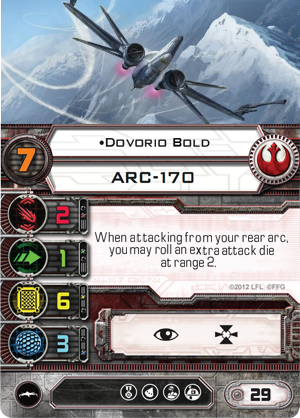 •Dovorio Bold
7
ARC-170
2
When attacking from your rear arc,
you may roll an extra attack die
at range 2.
1
©2012 LFL ©FFG
6
3
29